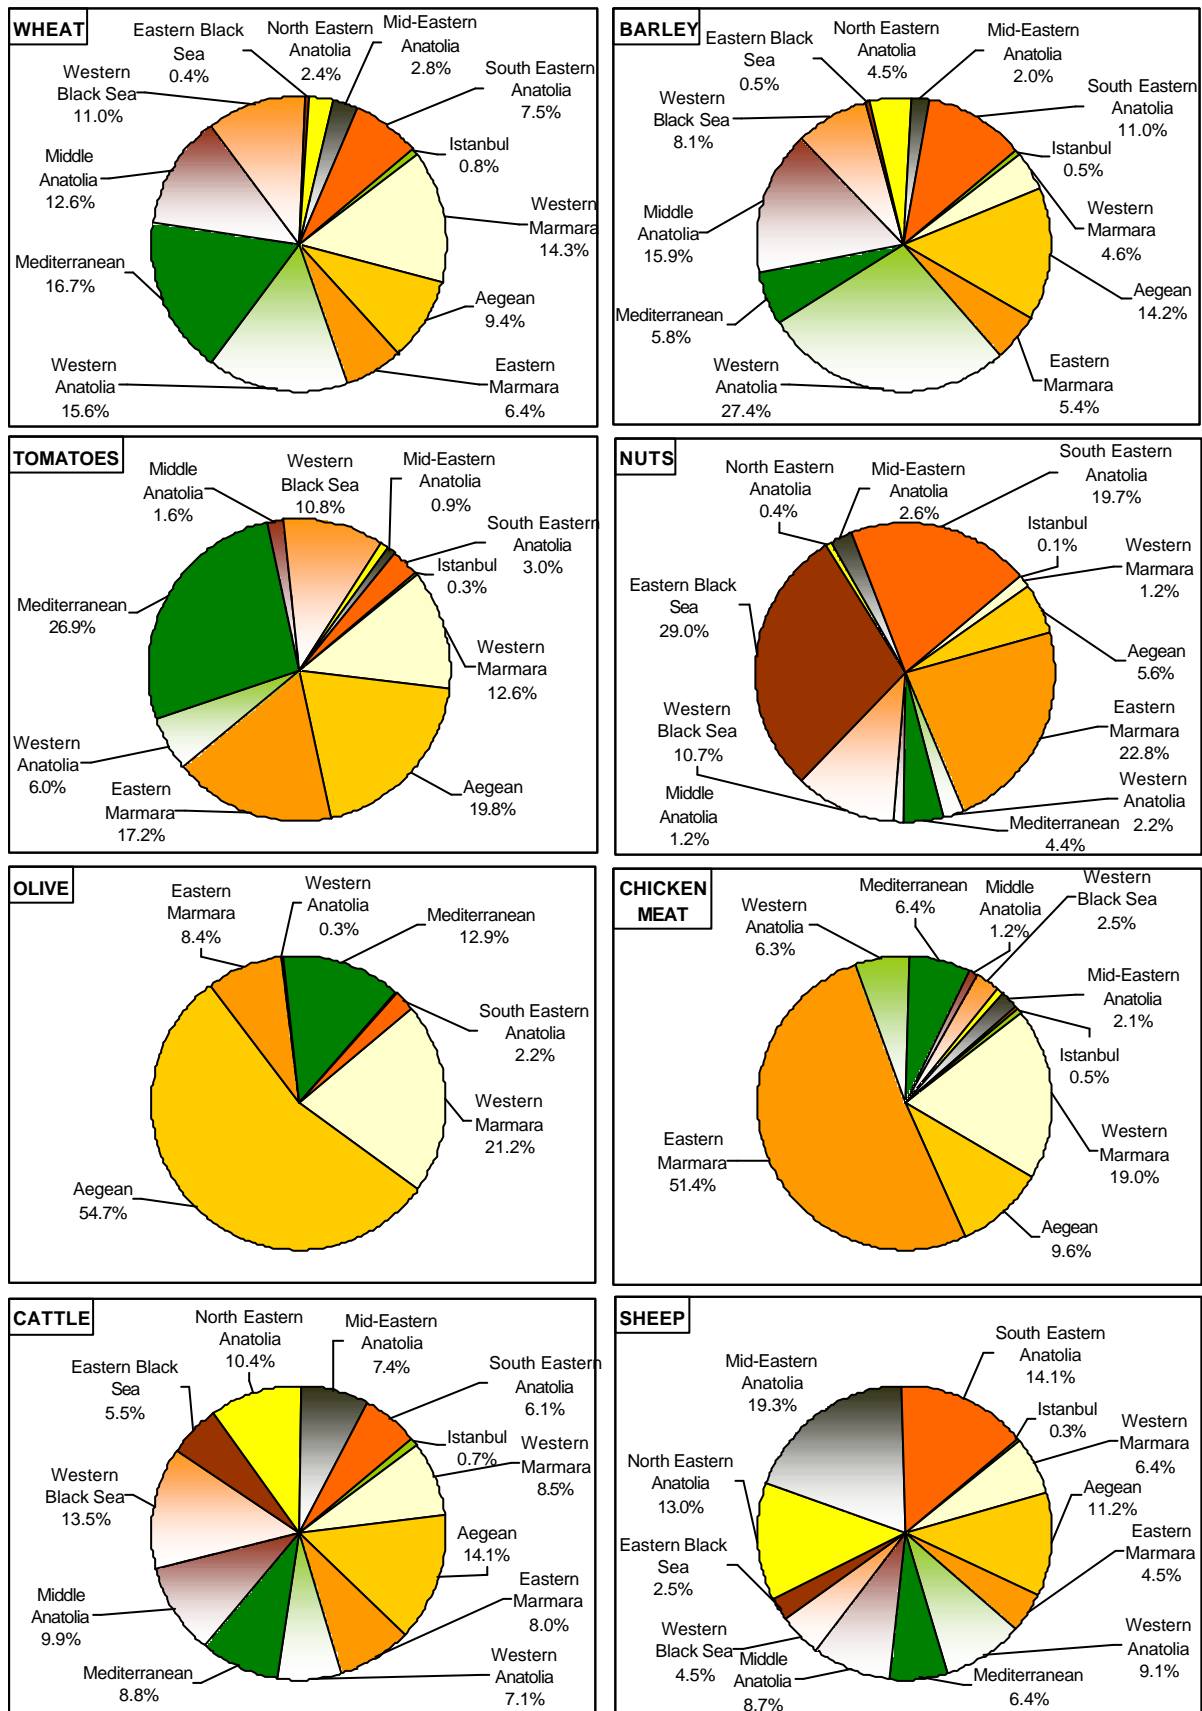 WHEAT
Eastern Black
Sea
0.4%
North Eastern
Anatolia
2.4%
Mid-Eastern
Anatolia
2.8%
South Eastern
Anatolia
7.5%
Istanbul
0.8%
Western
Marmara
14.3%
Aegean
9.4%
Eastern
Marmara
6.4%
Western
Anatolia
15.6%
Mediterranean
16.7%
Middle
Anatolia
12.6%
Western
Black Sea
11.0%
BARLEY
Eastern Black
Sea
0.5%
North Eastern
Anatolia
4.5%
Mid-Eastern
Anatolia
2.0%
South Eastern
Anatolia
11.0%
Istanbul
0.5%
Western
Marmara
4.6%
Aegean
14.2%
Eastern
Marmara
5.4%
Western
Anatolia
27.4%
Mediterranean
5.8%
Middle
Anatolia
15.9%
Western
Black Sea
8.1%
TOMATOES
Middle
Anatolia
1.6%
Western
Black Sea
10.8%
Mid-Eastern
Anatolia
0.9%
South Eastern
Anatolia
3.0%
Istanbul
0.3%
Western
Marmara
12.6%
Aegean
19.8%
Eastern
Marmara
17.2%
Western
Anatolia
6.0%
Mediterranean
26.9%
NUTS
North Eastern
Anatolia
0.4%
Mid-Eastern
Anatolia
2.6%
South Eastern
Anatolia
19.7%
Istanbul
0.1%
Western
Marmara
1.2%
Aegean
5.6%
Eastern
Marmara
22.8%
Western
Anatolia
2.2%
Mediterranean
4.4%
Middle
Anatolia
1.2%
Western
Black Sea
10.7%
Eastern Black
Sea
29.0%
OLIVE
Eastern
Marmara
8.4%
Western
Anatolia
0.3%
Mediterranean
12.9%
South Eastern
Anatolia
2.2%
Western
Marmara
21.2%
Aegean
54.7%
CHICKEN
MEAT
Western
Anatolia
6.3%
Mediterranean
6.4%
Middle
Anatolia
1.2%
Western
Black Sea
2.5%
Mid-Eastern
Anatolia
2.1%
Istanbul
0.5%
Western
Marmara
19.0%
Aegean
9.6%
Eastern
Marmara
51.4%
CATTLE
North Eastern
Anatolia
10.4%
Mid-Eastern
Anatolia
7.4%
South Eastern
Anatolia
6.1%
Istanbul
0.7%
Western
Marmara
8.5%
Aegean
14.1%
Eastern
Marmara
8.0%
Western
Anatolia
7.1%
Mediterranean
8.8%
Middle
Anatolia
9.9%
Western
Black Sea
13.5%
Eastern Black
Sea
5.5%
SHEEP
Mid-Eastern
Anatolia
19.3%
South Eastern
Anatolia
14.1%
Istanbul
0.3%
Western
Marmara
6.4%
Aegean
11.2%
Eastern
Marmara
4.5%
Western
Anatolia
9.1%
Mediterranean
6.4%
Middle
Anatolia
8.7%
Western
Black Sea
4.5%
Eastern Black
Sea
2.5%
North Eastern
Anatolia
13.0%